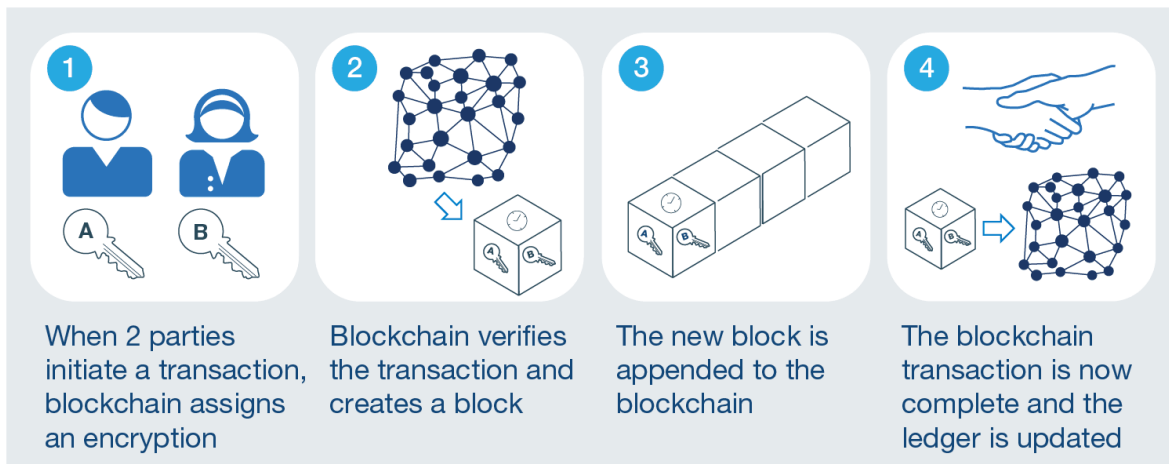 1
A
B
When 2 parties
initiate a transaction,
blockchain assigns
an encryption
2
A
B
Blockchain verifies
the transaction and
creates a block
3
A
B
The new block is
appended to the
blockchain
4
A
B
The blockchain
transaction is now
complete and the
ledger is updated